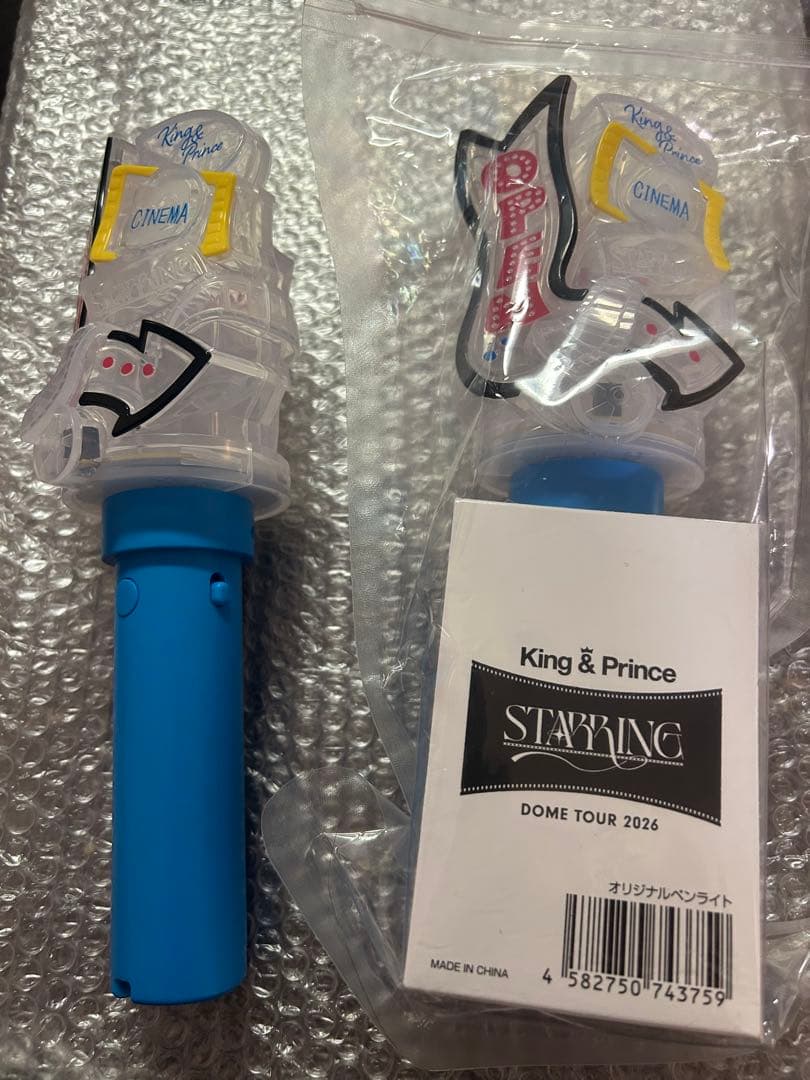 King &
Prince
CINEMA
King &
Prince
CINEMA
King & Prince
STARRING
DOME TOUR 2026
オリジナルペンライト
MADE IN CHINA
4 582750 743759